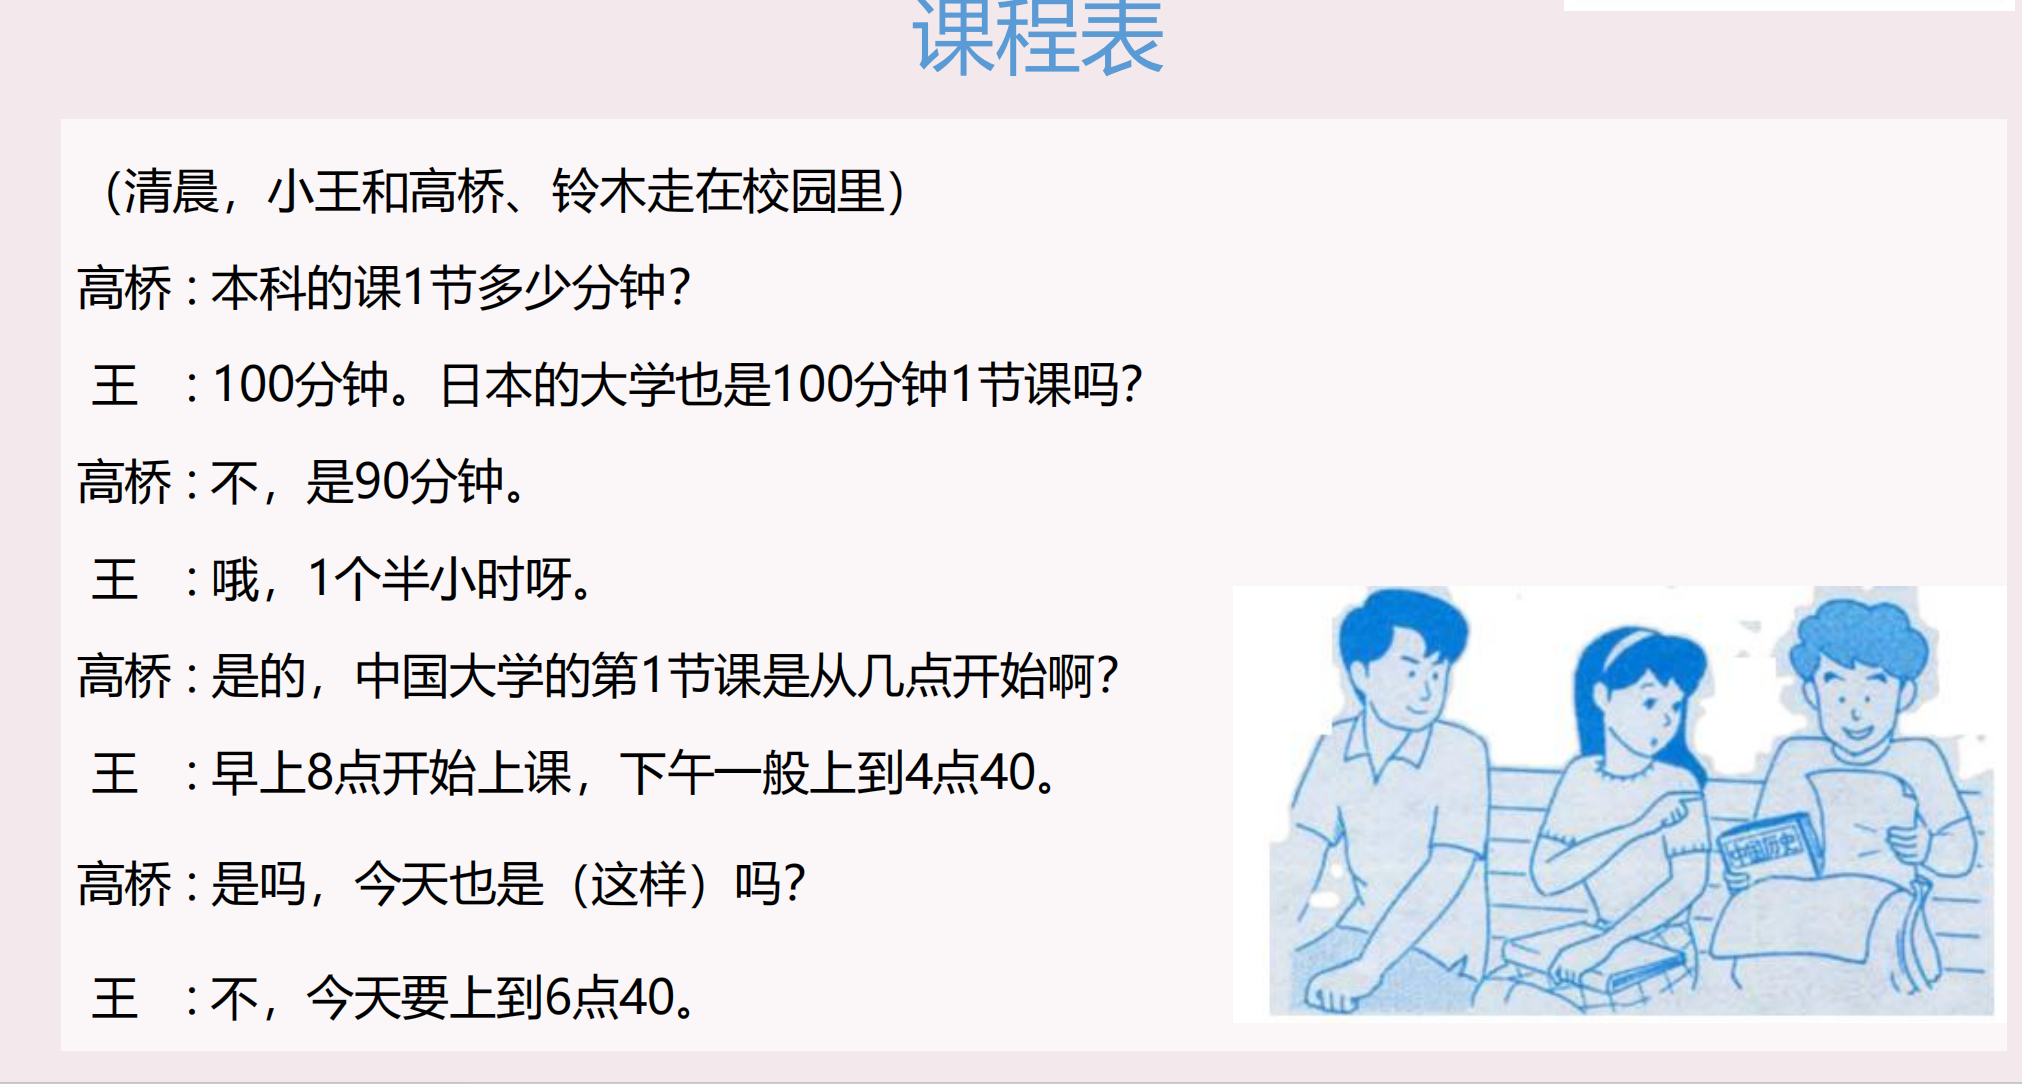 课程表
（清晨，小王和高桥、铃木走在校园里）
高桥：本科的课1节多少分钟？
王　：100分钟。日本的大学也是100分钟1节课吗？
高桥：不，是90分钟。
王　：哦，1个半小时呀。
高桥：是的，中国大学的第1节课是从几点开始啊？
王　：早上8点开始上课，下午一般上到4点40。
高桥：是吗，今天也是（这样）吗？
王　：不，今天要上到6点40。
中国历史